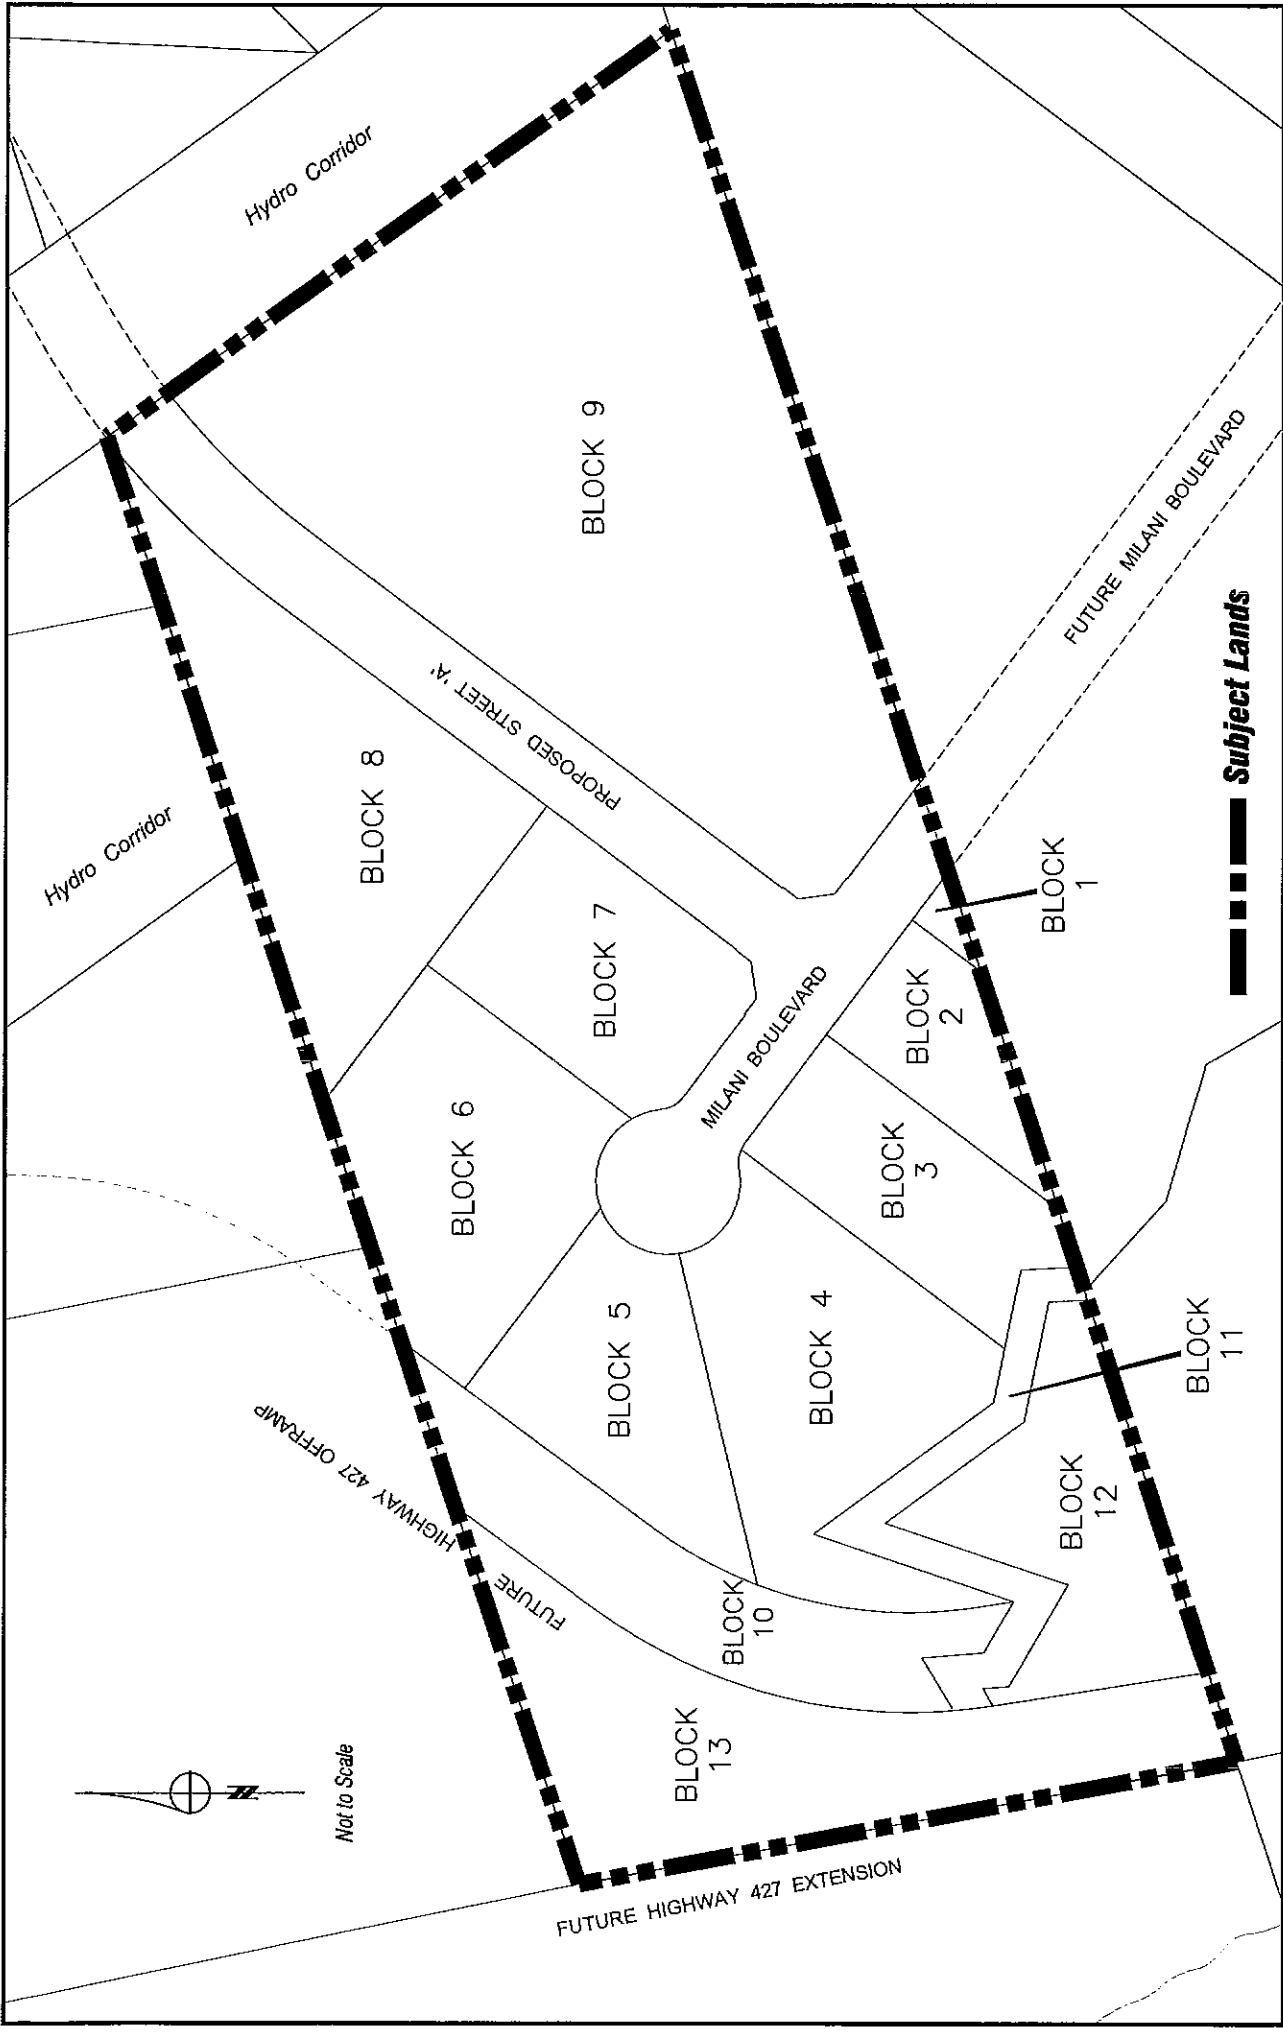 Hydro Corridor
Hydro Corridor
BLOCK 9
BLOCK 8
PROPOSED STREET 'A'
BLOCK 7
BLOCK 6
BLOCK 5
BLOCK 4
BLOCK
3
BLOCK
2
BLOCK
1
MILANI BOULEVARD
FUTURE MILANI BOULEVARD
FUTURE
HIGHWAY 427 OFFRAMP
BLOCK
10
BLOCK
11
BLOCK
12
BLOCK
13
FUTURE HIGHWAY 427 EXTENSION
N
Not to Scale
Subject Lands